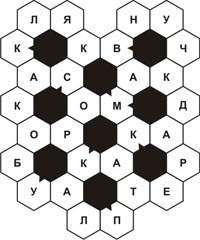 Л Я Н У
К К В Ч
А С А К
К О М Д
О Р К А
Б К А Р
У А Т Е
Л П